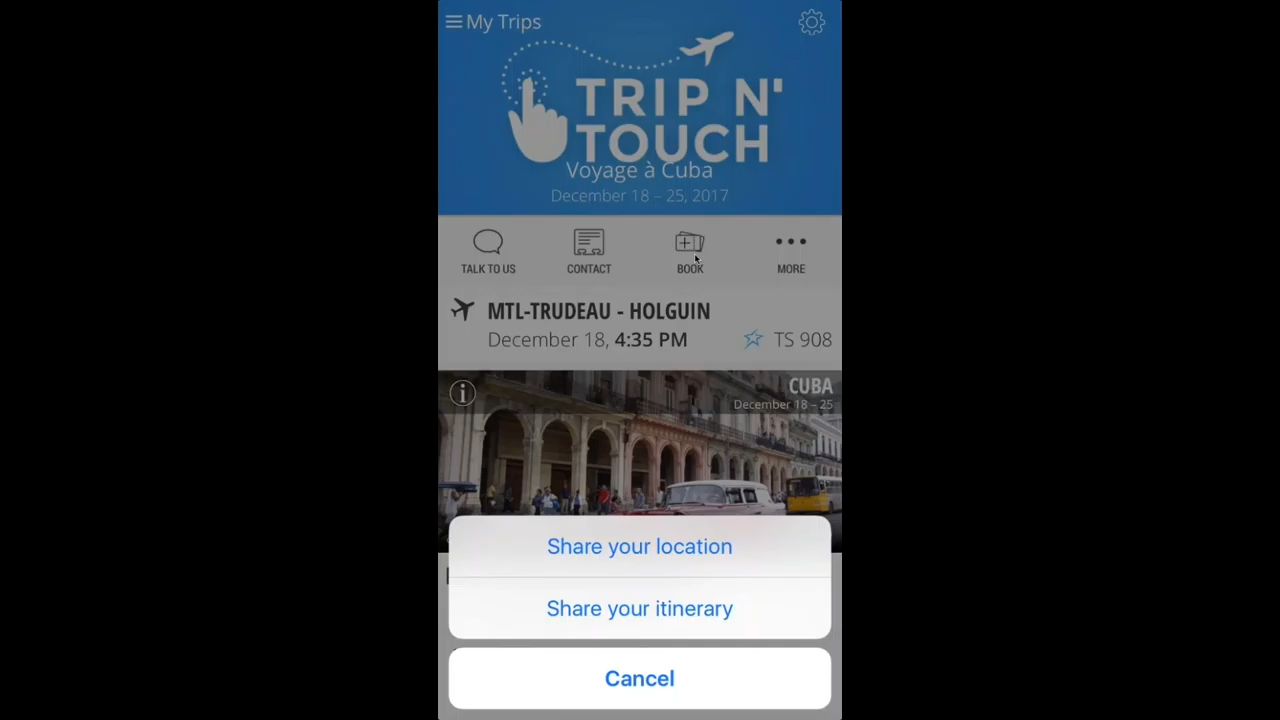 My Trips
TRIP N'
TOUCH
Voyage à Cuba
December 18 – 25, 2017
TALK TO US
CONTACT
BOOK
MORE
MTL-TRUDEAU - HOLGUIN
December 18, 4:35 PM
TS 908
CUBA
December 18 – 25
Share your location
Share your itinerary
Cancel